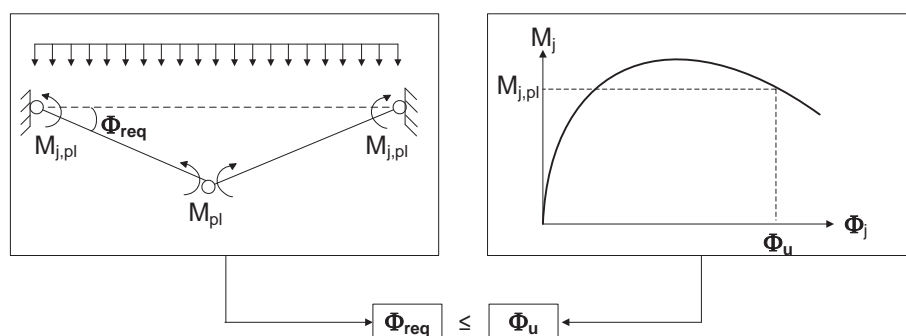 Φreq
Mj,pl
Mj,pl
Mpl
Mj
Mj,pl
Φu
Φj
Φreq ≤ Φu